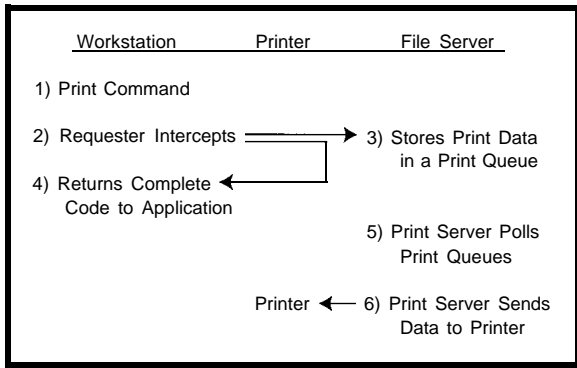 Workstation Printer File Server
1) Print Command
2) Requester Intercepts
3) Stores Print Data
in a Print Queue
4) Returns Complete
Code to Application
5) Print Server Polls
Print Queues
Printer
6) Print Server Sends
Data to Printer